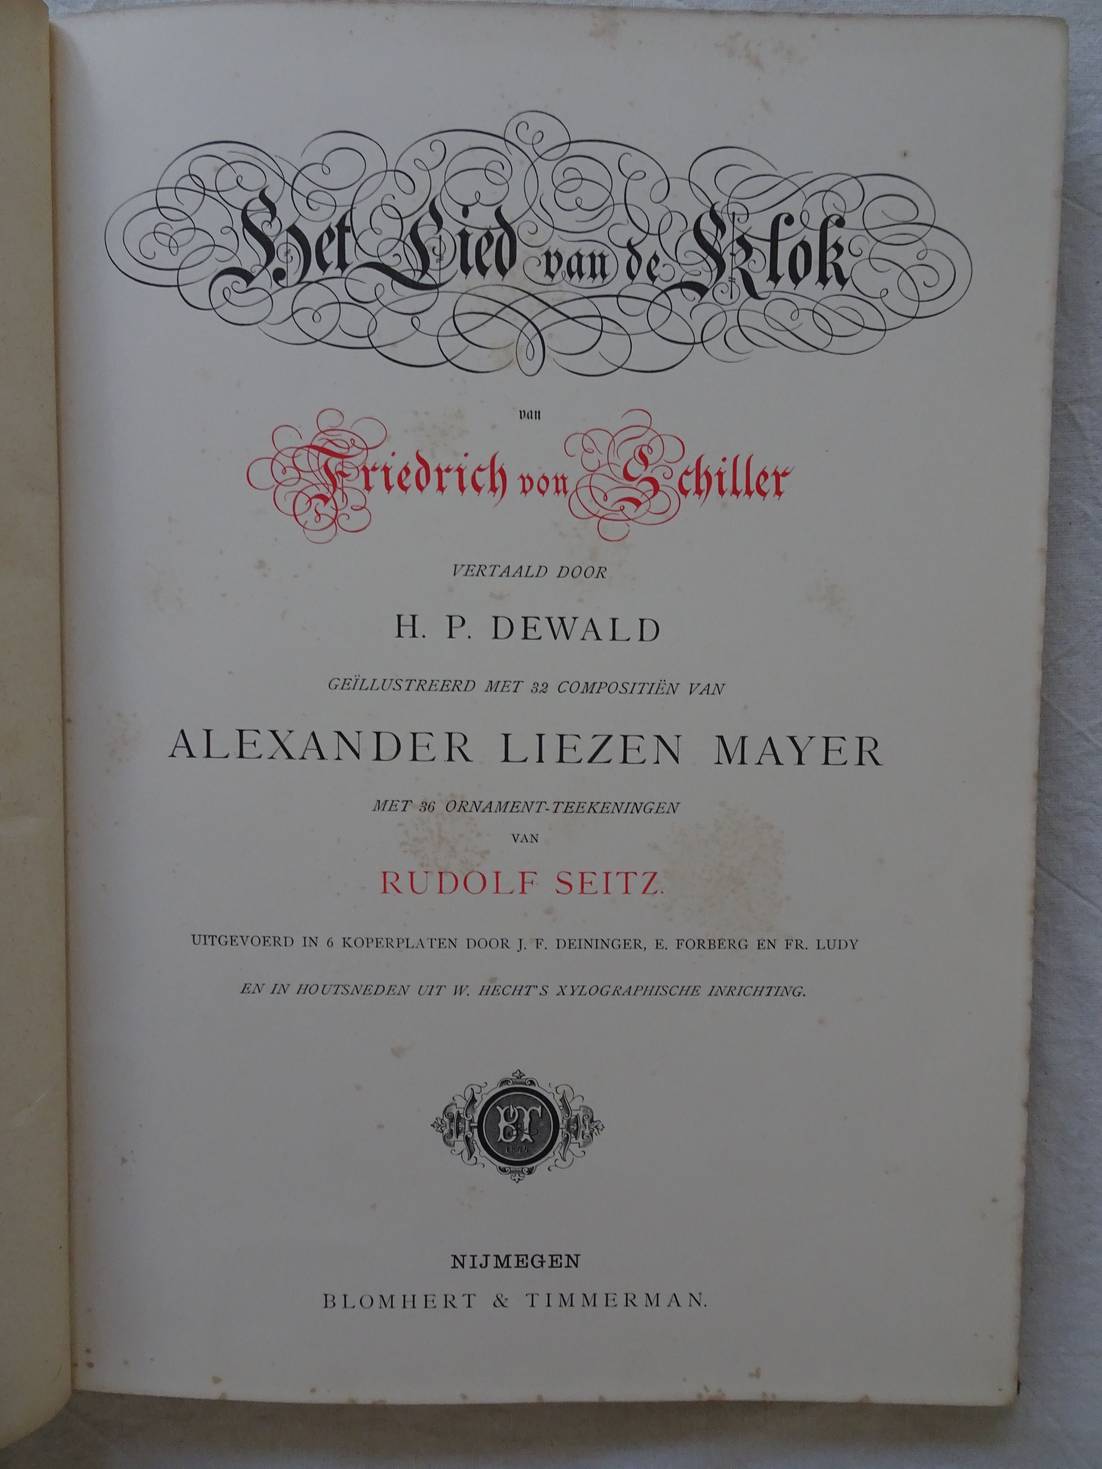 Het Lied van de Klok
van
Friedrich von Schiller
VERTAALD DOOR
H. P. DEWALD
GEÏLLUSTREERD MET 32 COMPOSITIËN VAN
ALEXANDER LIEZEN MAYER
MET 36 ORNAMENT-TEEKENINGEN
VAN
RUDOLF SEITZ.
UITGEVOERD IN 6 KOPERPLATEN DOOR J. F. DEININGER, E. FORBERG EN FR. LUDY
EN IN HOUTSNEDEN UIT W. HECHT'S XYLOGRAPHISCHE INRICHTING.
BT
NIJMEGEN
BLOMHERT & TIMMERMAN.